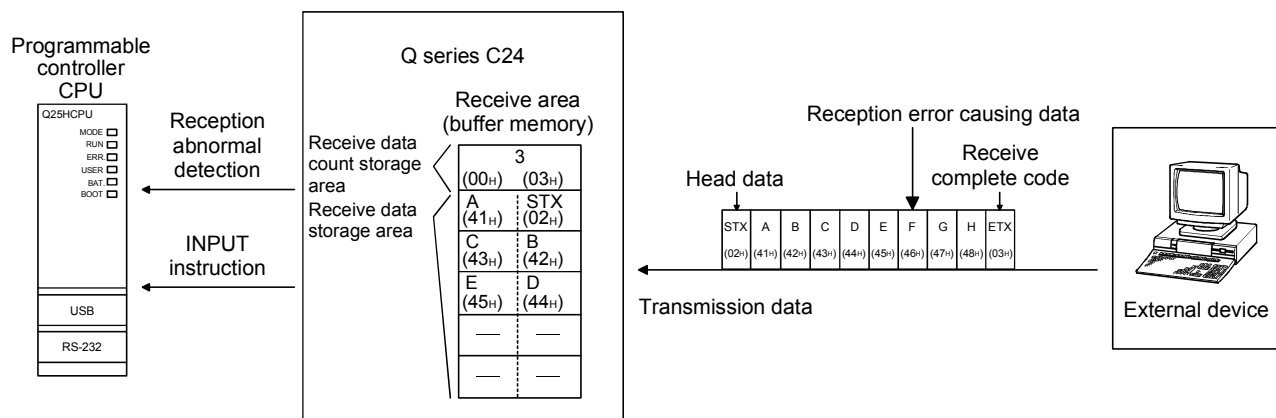 Programmable
controller
CPU
Q25HCPU
MODE
RUN
ERR.
USER
BAT.
BOOT
USB
RS-232
Reception
abnormal
detection
INPUT
instruction
Q series C24
Receive area
(buffer memory)
Receive data
count storage
area
Receive data
storage area
3
(00H) (03H)
A STX
(41H) (02H)
C B
(43H) (42H)
E D
(45H) (44H)
— —
— —
Reception error causing data
Receive
complete code
Head data
STX A B C D E F G H ETX
(02H) (41H) (42H) (43H) (44H) (45H) (46H) (47H) (48H) (03H)
Transmission data
External device